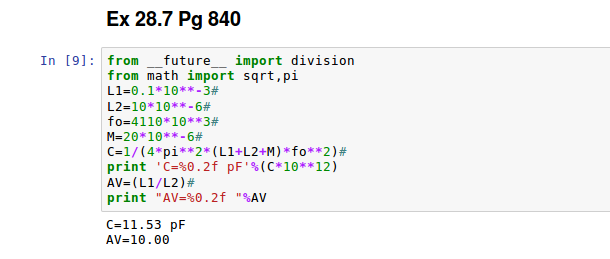 Ex 28.7 Pg 840
In [9]: from __future__ import division
from math import sqrt,pi
L1=0.1*10**-3#
L2=10*10**-6#
fo=4110*10**3#
M=20*10**-6#
C=1/(4*pi**2*(L1+L2+M)*fo**2)#
print 'C=%0.2f pF'%(C*10**12)
AV=(L1/L2)#
print "AV=%0.2f "%AV
C=11.53 pF
AV=10.00